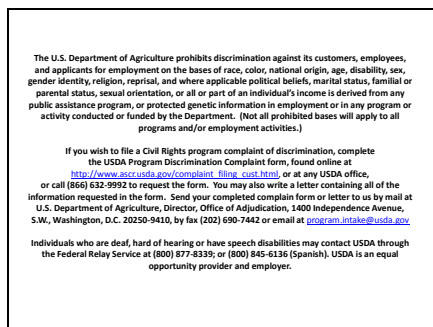 The U.S. Department of Agriculture prohibits discrimination against its customers, employees,
and applicants for employment on the bases of race, color, national origin, age, disability, sex,
gender identity, religion, reprisal, and where applicable political beliefs, marital status, familial or
parental status, sexual orientation, or all or part of an individual's income is derived from any
public assistance program, or protected genetic information in employment or in any program or
activity conducted or funded by the Department. (Not all prohibited bases will apply to all
programs and/or employment activities.)
If you wish to file a Civil Rights program complaint of discrimination, complete
the USDA Program Discrimination Complaint form, found online at
http://www.ascr.usda.gov/complaint_filing_cust.html, or at any USDA office,
or call (866) 632-9992 to request the form. You may also write a letter containing all of the
information requested in the form. Send your completed complain form or letter to us by mail at
U.S. Department of Agriculture, Director, Office of Adjudication, 1400 Independence Avenue,
S.W., Washington, D.C. 20250-9410, by fax (202) 690-7442 or email at program.intake@usda.gov
Individuals who are deaf, hard of hearing or have speech disabilities may contact USDA through
the Federal Relay Service at (800) 877-8339; or (800) 845-6136 (Spanish). USDA is an equal
opportunity provider and employer.